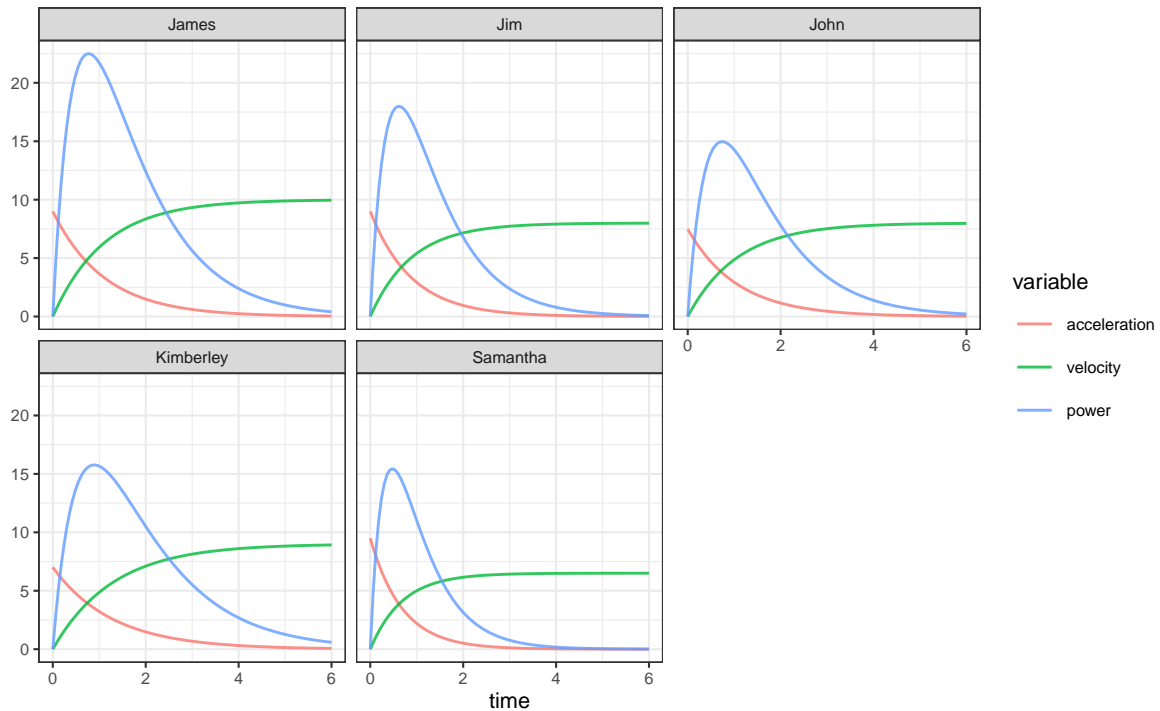 James
Jim
John
20
15
10
5
0
0 2 4 6
Kimberley
Samantha
20
15
10
5
0
0 2 4 6
0 2 4 6
time
variable
acceleration
velocity
power